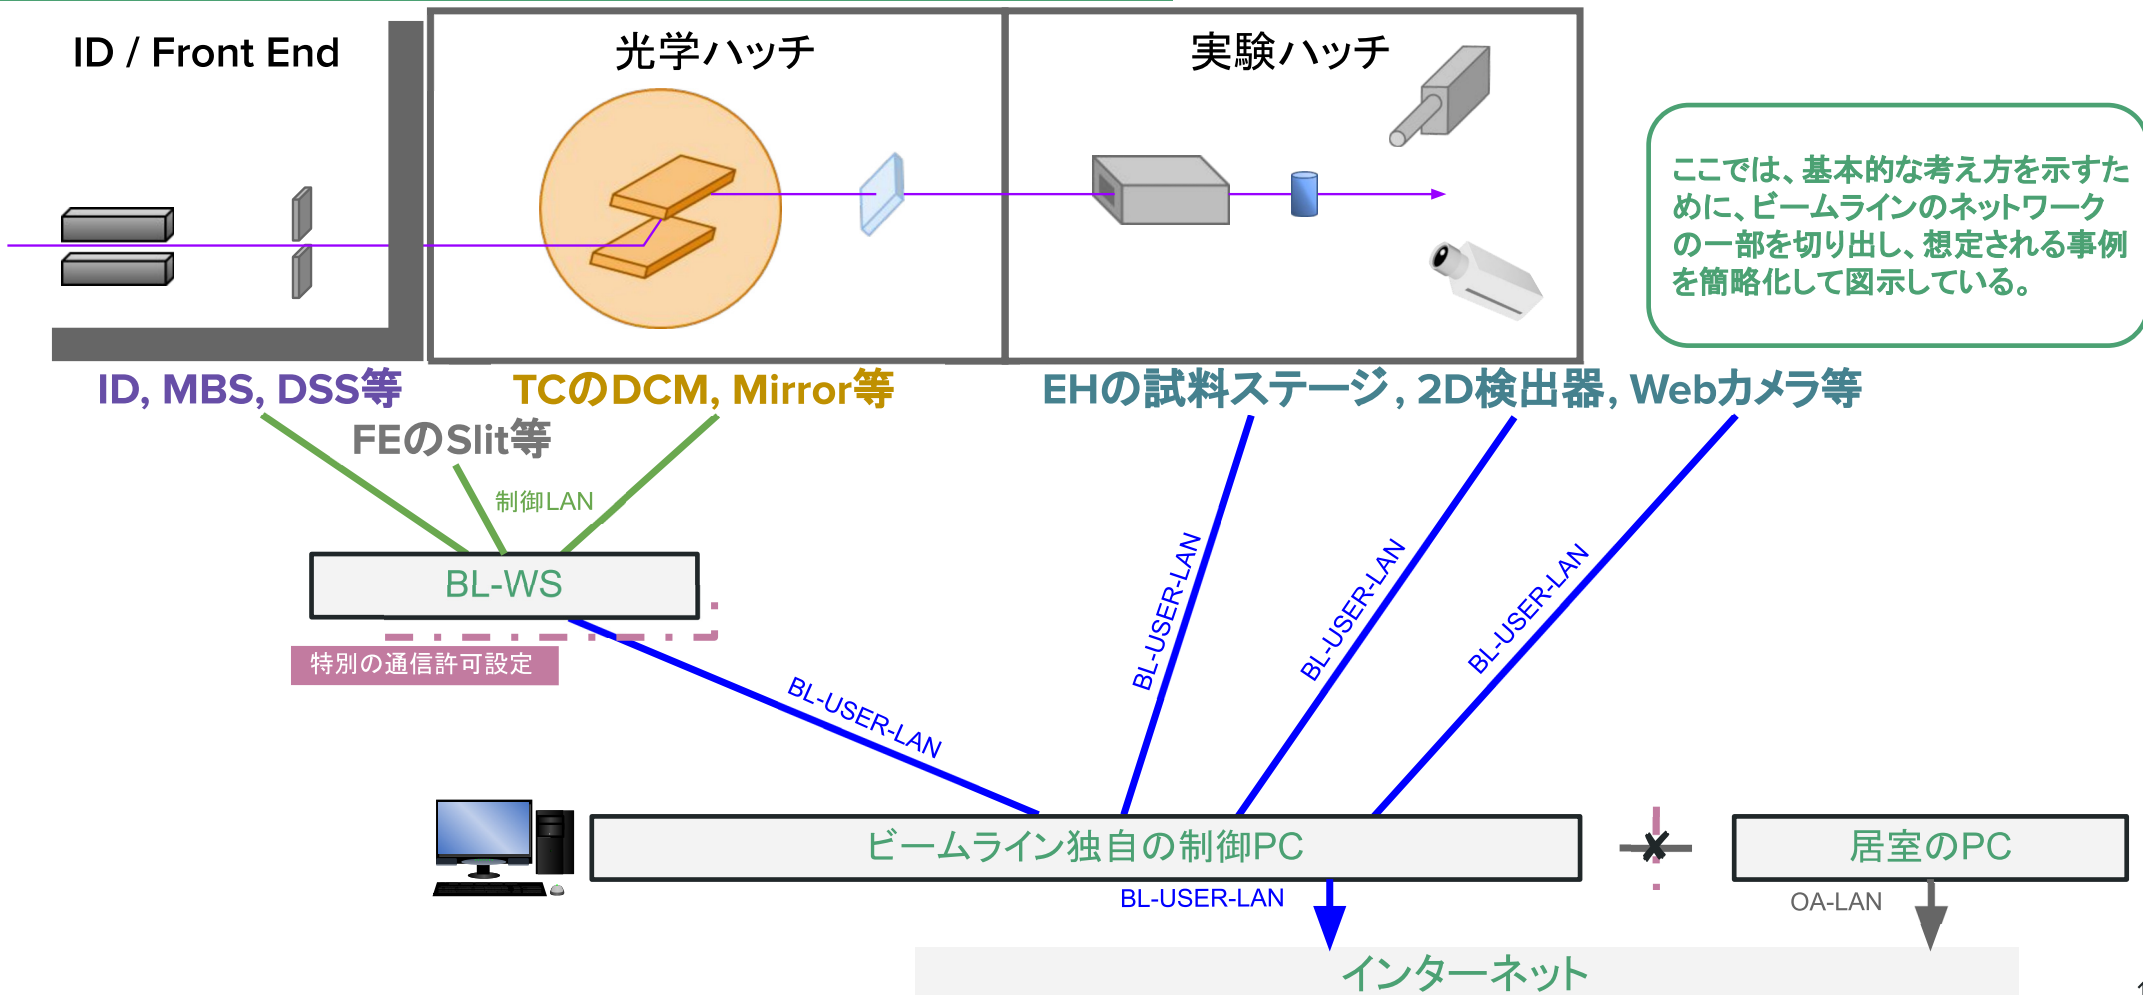 ID / Front End
光学ハッチ
実験ハッチ
ここでは、基本的な考え方を示すた
めに、ビームラインのネットワーク
の一部を切り出し、想定される事例
を簡略化して図示している。
ID, MBS, DSS等
TCのDCM, Mirror等
EHの試料ステージ, 2D検出器, Webカメラ等
FEのSlit等
制御LAN
BL-WS
特別の通信許可設定
BL-USER-LAN
BL-USER-LAN
BL-USER-LAN
BL-USER-LAN
ビームライン独自の制御PC
居室のPC
BL-USER-LAN
OA-LAN
インターネット